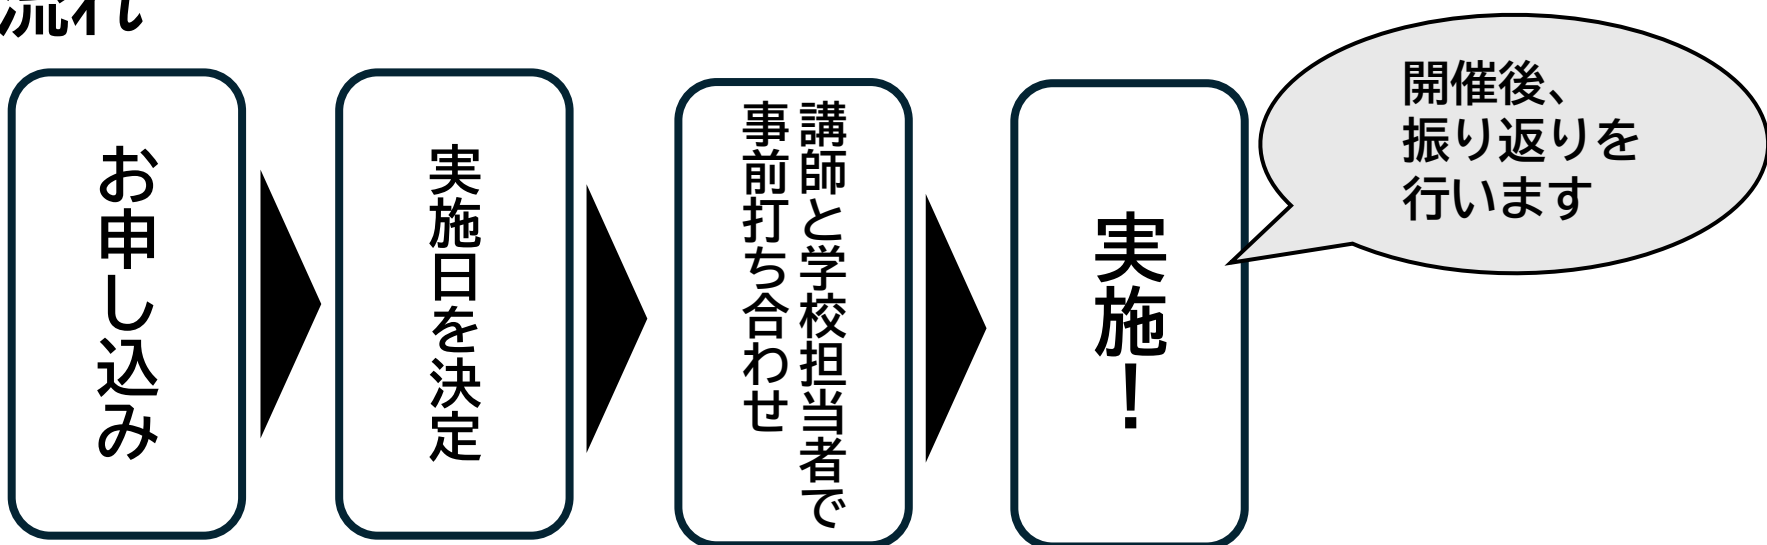 流れ
お申し込み
実施日を決定
講師と学校担当者で
事前打ち合わせ
実施！
開催後、
振り返りを
行います